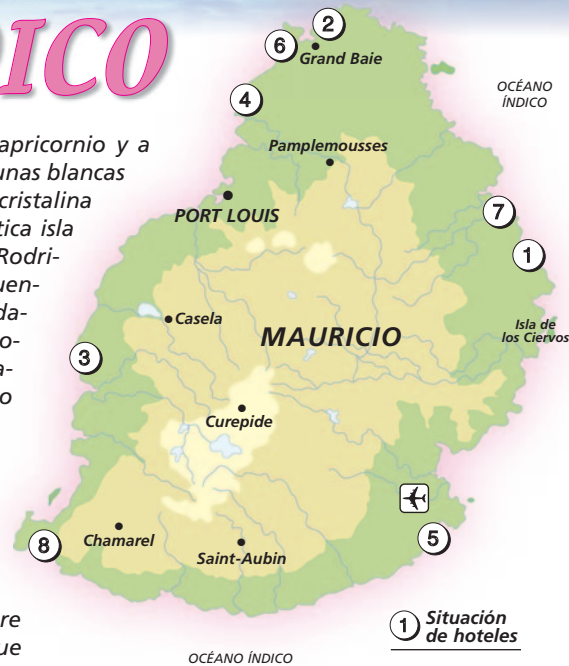 RICO
apricornio y a
unas blancas
cristalina
tica isla
Rodri-
uen-
da-
o-
a-
o
re
ue
2
6
Grand Baie
OCÉANO
ÍNDICO
4
Pamplemousses
PORT LOUIS
7
1
Casela
MAURICIO
Isla de
los Ciervos
3
Curepide
Chamarel
Saint-Aubin
5
8
1 Situación
de hoteles
OCÉANO ÍNDICO